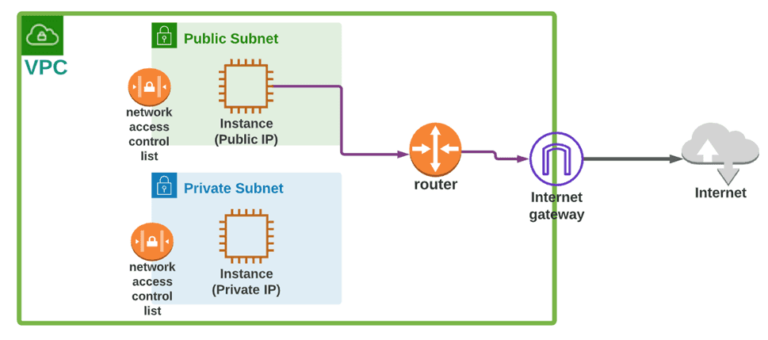 VPC
Public Subnet
network
access
control
list
Instance
(Public IP)
router
Internet
gateway
Internet
Private Subnet
network
access
control
list
Instance
(Private IP)